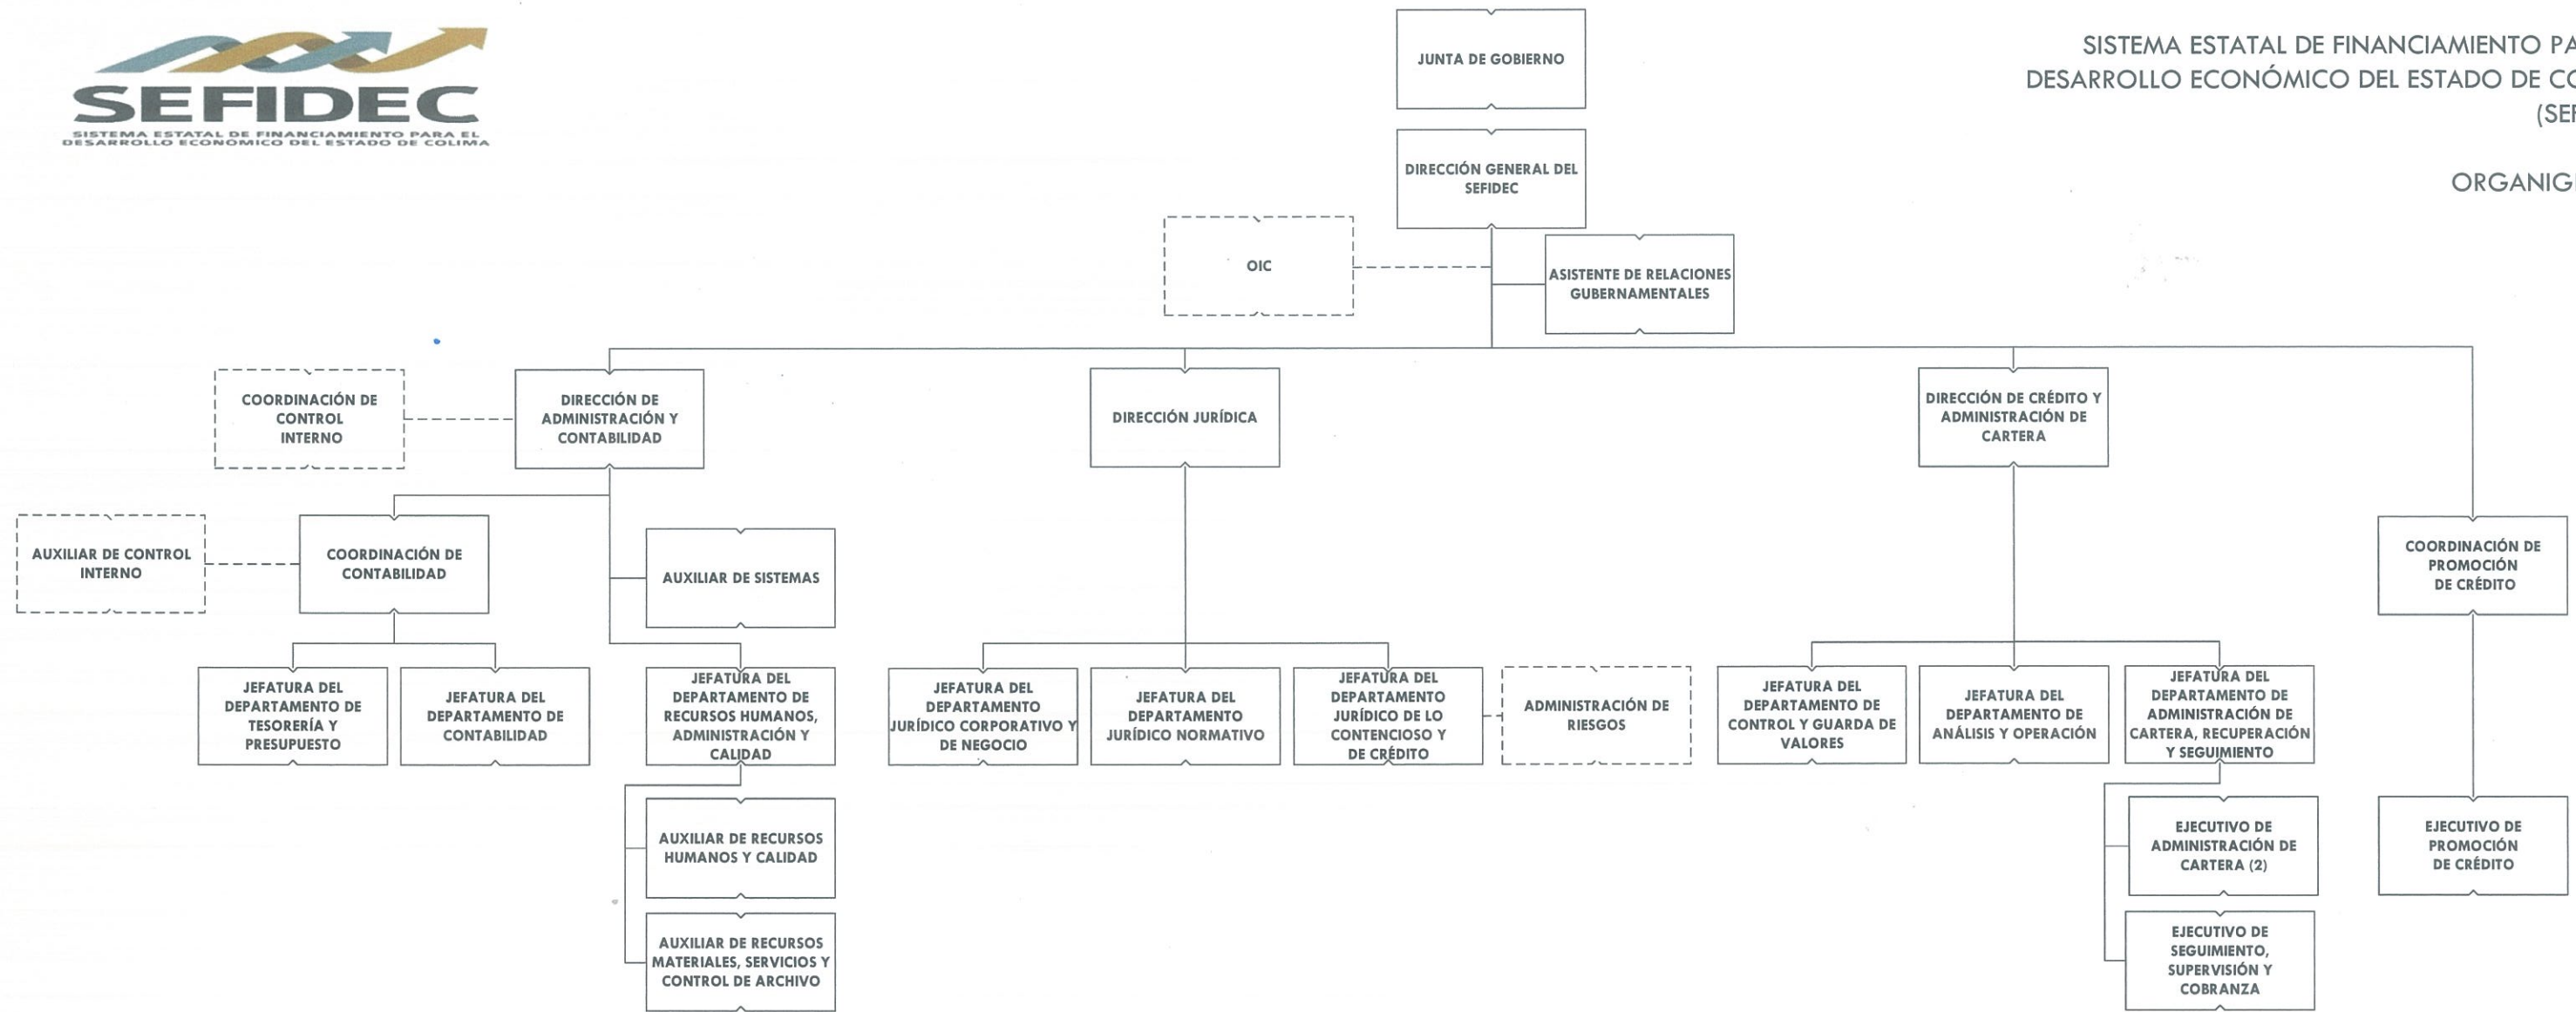 SEFIDEC
SISTEMA ESTATAL DE FINANCIAMIENTO PARA EL
DESARROLLO ECONÓMICO DEL ESTADO DE COLIMA
SISTEMA ESTATAL DE FINANCIAMIENTO PA
DESARROLLO ECONÓMICO DEL ESTADO DE CO
(SEF
ORGANIG
JUNTA DE GOBIERNO
DIRECCIÓN GENERAL DEL
SEFIDEC
OIC
ASISTENTE DE RELACIONES
GUBERNAMENTALES
COORDINACIÓN DE
CONTROL
INTERNO
DIRECCIÓN DE
ADMINISTRACIÓN Y
CONTABILIDAD
DIRECCIÓN JURÍDICA
DIRECCIÓN DE CRÉDITO Y
ADMINISTRACIÓN DE
CARTERA
AUXILIAR DE CONTROL
INTERNO
COORDINACIÓN DE
CONTABILIDAD
AUXILIAR DE SISTEMAS
COORDINACIÓN DE
PROMOCIÓN
DE CRÉDITO
JEFATURA DEL
DEPARTAMENTO DE
TESORERÍA Y
PRESUPUESTO
JEFATURA DEL
DEPARTAMENTO DE
CONTABILIDAD
JEFATURA DEL
DEPARTAMENTO DE
RECURSOS HUMANOS,
ADMINISTRACIÓN Y
CALIDAD
JEFATURA DEL
DEPARTAMENTO
JURÍDICO CORPORATIVO Y
DE NEGOCIO
JEFATURA DEL
DEPARTAMENTO
JURÍDICO NORMATIVO
JEFATURA DEL
DEPARTAMENTO
JURÍDICO DE LO
CONTENCIOSO Y
DE CRÉDITO
ADMINISTRACIÓN DE
RIESGOS
JEFATURA DEL
DEPARTAMENTO DE
CONTROL Y GUARDA DE
VALORES
JEFATURA DEL
DEPARTAMENTO DE
ANÁLISIS Y OPERACIÓN
JEFATURA DEL
DEPARTAMENTO DE
ADMINISTRACIÓN DE
CARTERA, RECUPERACIÓN
Y SEGUIMIENTO
AUXILIAR DE RECURSOS
HUMANOS Y CALIDAD
EJECUTIVO DE
ADMINISTRACIÓN DE
CARTERA (2)
EJECUTIVO DE
PROMOCIÓN
DE CRÉDITO
AUXILIAR DE RECURSOS
MATERIALES, SERVICIOS Y
CONTROL DE ARCHIVO
EJECUTIVO DE
SEGUIMIENTO,
SUPERVISIÓN Y
COBRANZA